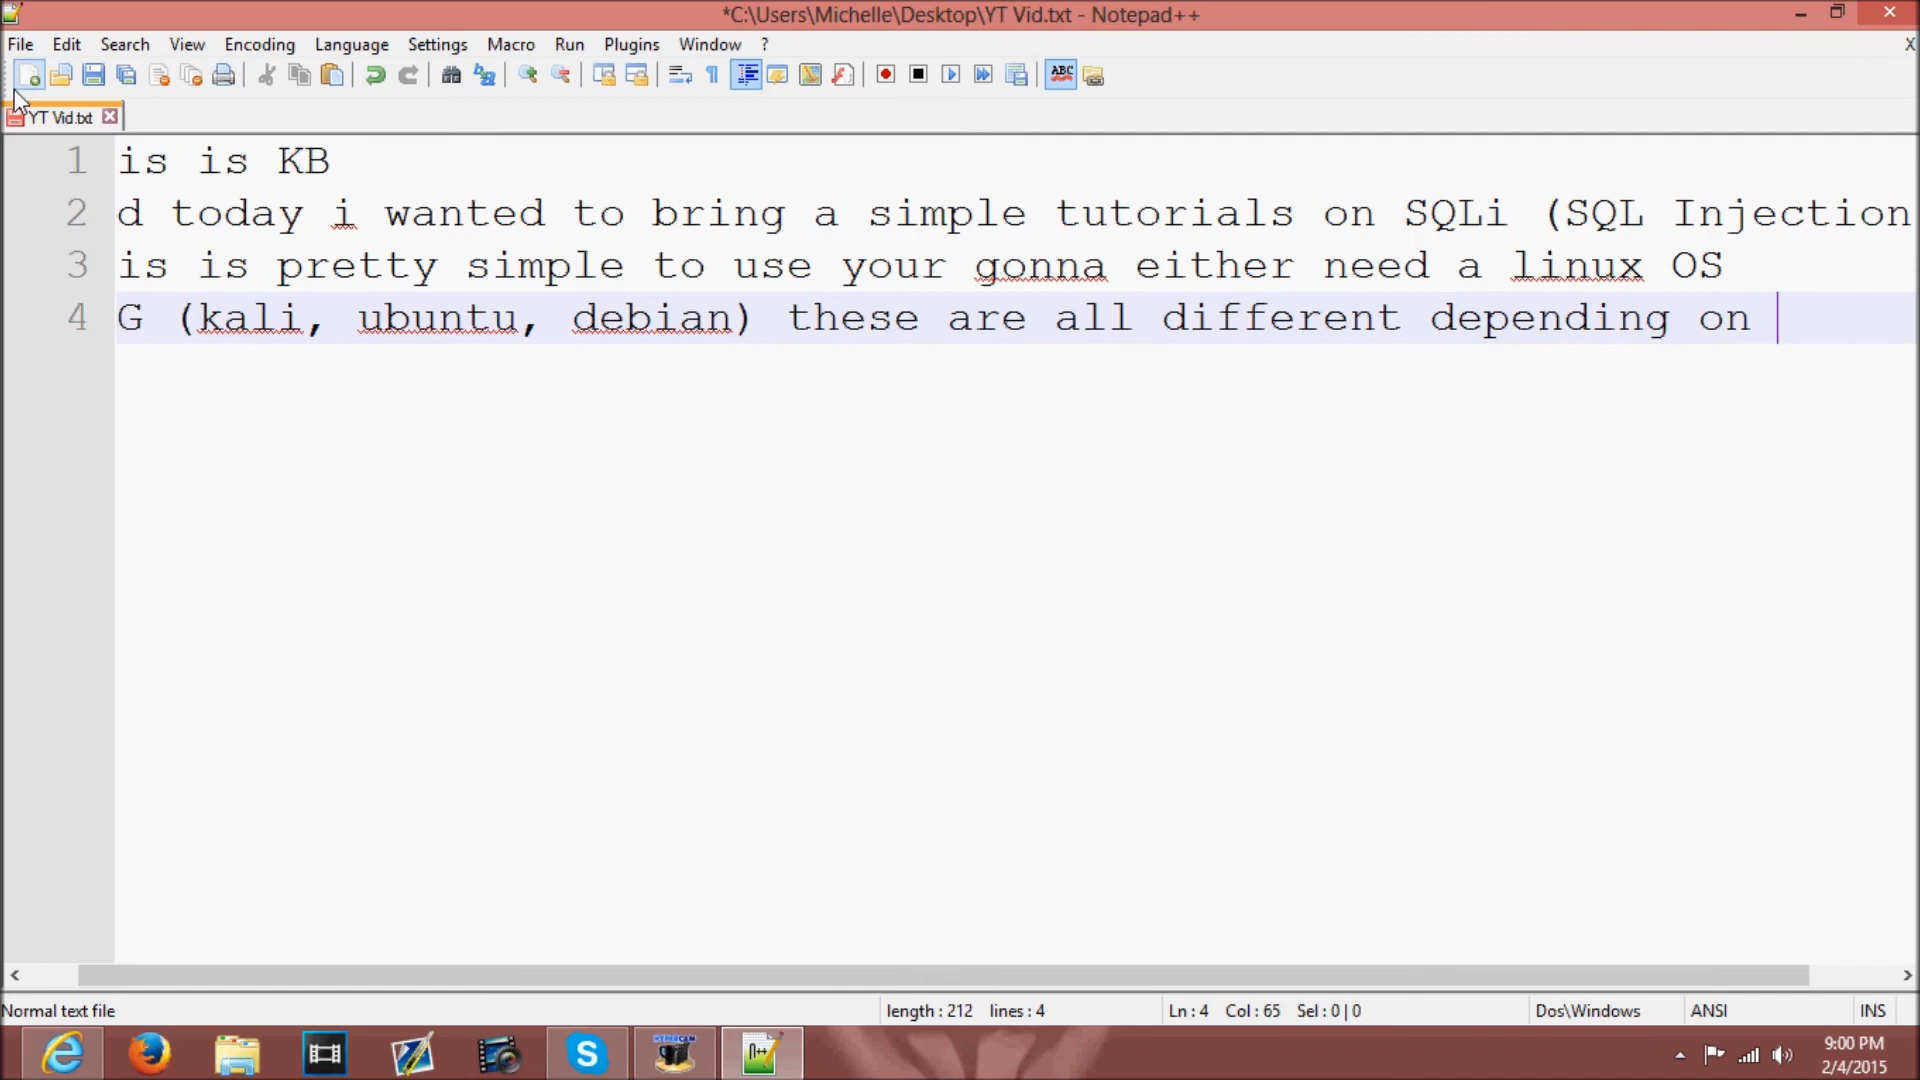 *C:\Users\Michelle\Desktop\YT Vid.txt - Notepad++
File Edit Search View Encoding Language Settings Macro Run Plugins Window ? X
ABC
YT Vid.txt
1 is is KB
2 d today i wanted to bring a simple tutorials on SQLi (SQL Injection
3 is is pretty simple to use your gonna either need a linux OS
4 G (kali, ubuntu, debian) these are all different depending on
Normal text file length : 212 lines : 4 Ln : 4 Col : 65 Sel : 0 | 0 Dos\Windows ANSI INS
HYPERCAM
9:00 PM
2/4/2015